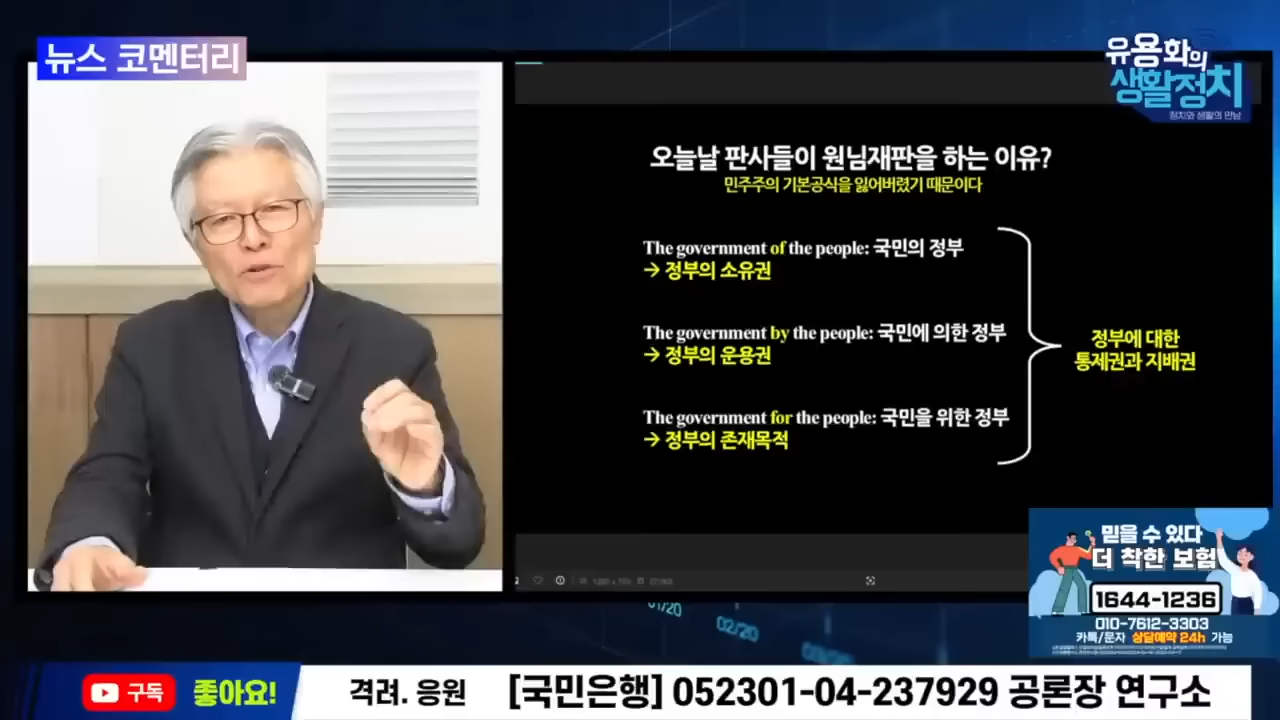 뉴스 코멘터리
유용화의
생활정치
정치와 생활의 만남
오늘날 판사들이 원님재판을 하는 이유?
민주주의 기본공식을 잃어버렸기 때문이다
The government of the people: 국민의 정부
→ 정부의 소유권
The government by the people: 국민에 의한 정부
→ 정부의 운용권
The government for the people: 국민을 위한 정부
→ 정부의 존재목적
정부에 대한
통제권과 지배권
믿을 수 있다
더 착한 보험
1644-1236
010-7612-3303
카톡/문자 상담예약 24h 가능
01/20
02/20
구독
좋아요!
격려. 응원
[국민은행] 052301-04-237929 공론장 연구소